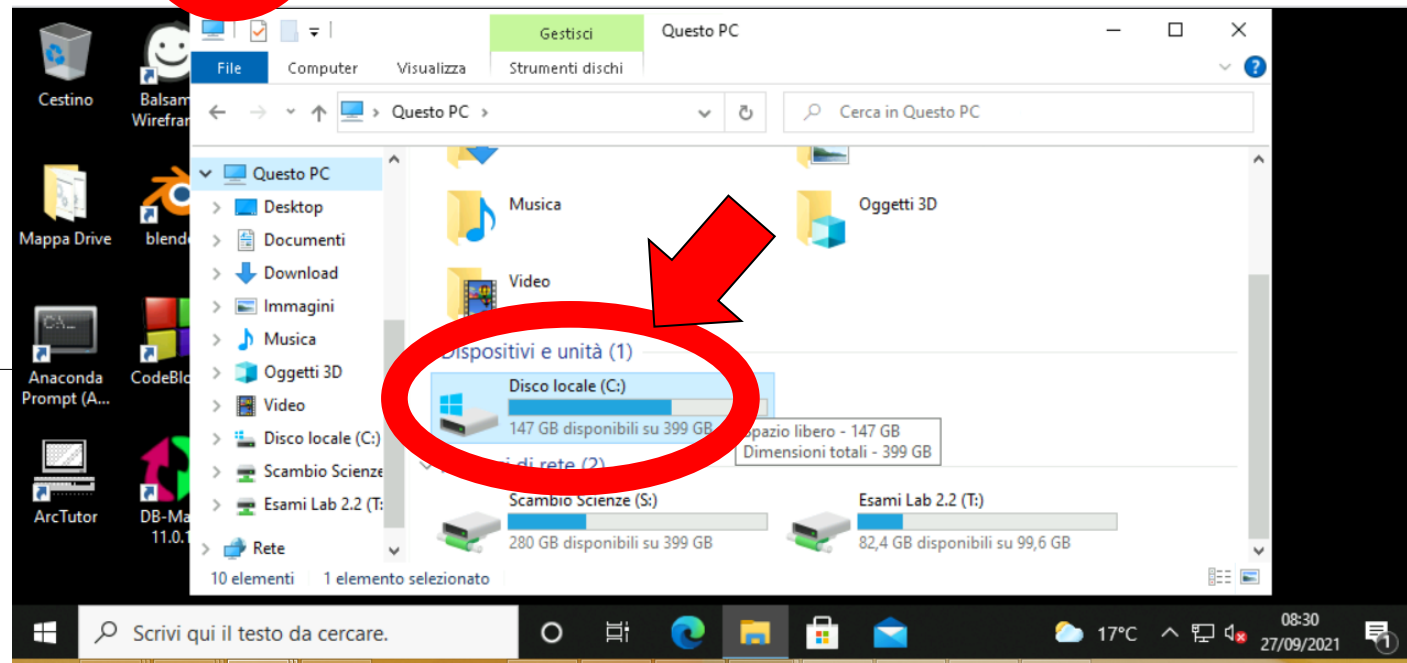 Gestisci
Questo PC
File
Computer
Visualizza
Strumenti dischi
Questo PC
Cerca in Questo PC
Cestino
Mappa Drive
Anaconda
Prompt (A...
ArcTutor
Balsam
Wirefra
blend
CodeBlo
DB-Ma
11.0.1
Questo PC
Desktop
Documenti
Download
Immagini
Musica
Oggetti 3D
Video
Disco locale (C:)
Scambio Scienze
Esami Lab 2.2 (T:
Rete
Musica
Oggetti 3D
Video
Dispositivi e unità (1)
Disco locale (C:)
147 GB disponibili su 399 GB
Spazio libero - 147 GB
Dimensioni totali - 399 GB
di rete (2)
Scambio Scienze (S:)
280 GB disponibili su 399 GB
Esami Lab 2.2 (T:)
82,4 GB disponibili su 99,6 GB
10 elementi
1 elemento selezionato
Scrivi qui il testo da cercare.
17°C
08:30
27/09/2021
1